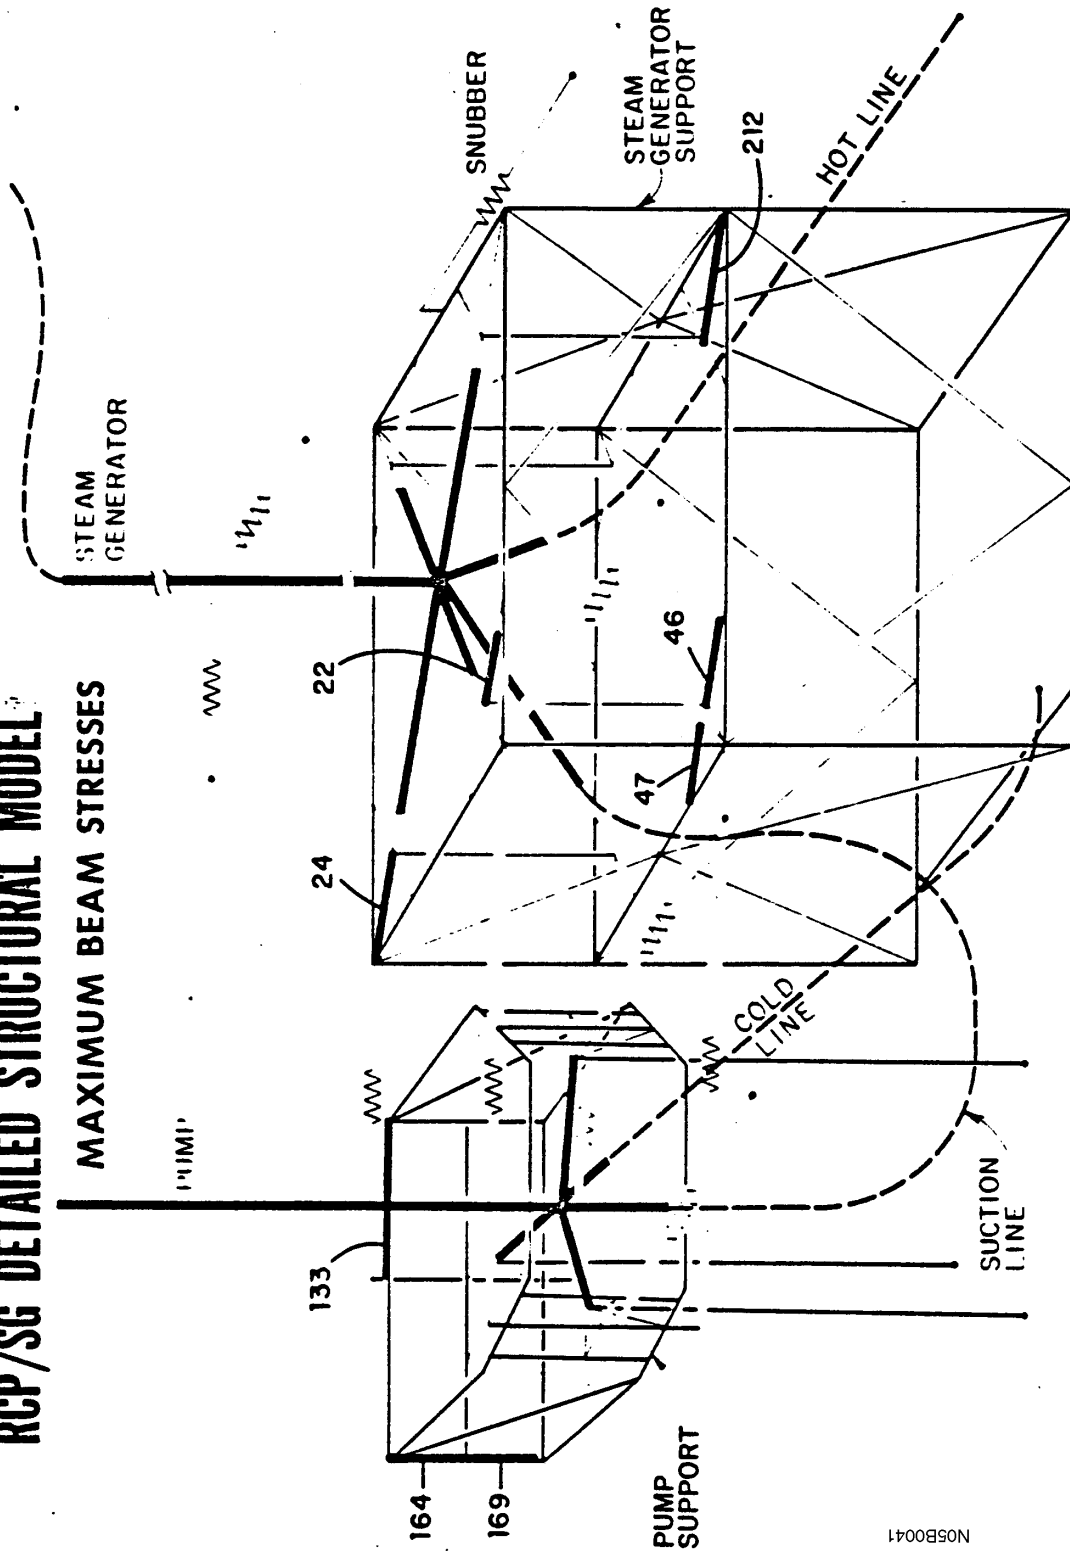 RCP/SG DETAILED STRUCTURAL MODEL
MAXIMUM BEAM STRESSES
PUMP
STEAM
GENERATOR
SNUBBER
STEAM
GENERATOR
SUPPORT
212
HOT LINE
22
24
46
47
133
164
169
COLD
LINE
SUCTION
LINE
PUMP
SUPPORT
N05B0041